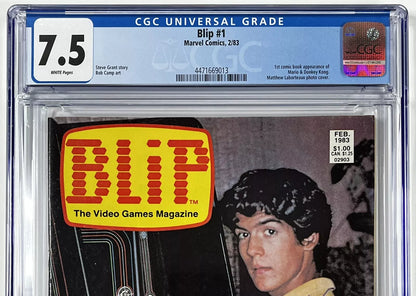 CGC UNIVERSAL GRADE
7.5
WHITE Pages
Blip #1
Marvel Comics, 2/83
Steve Grant story
Bob Camp art
4471669013
1st comic book appearance of
Mario & Donkey Kong.
Matthew Laborteaux photo cover.
CGC
BLiP
TM
The Video Games Magazine
FEB.
1983
$1.00
CAN $1.25
02903